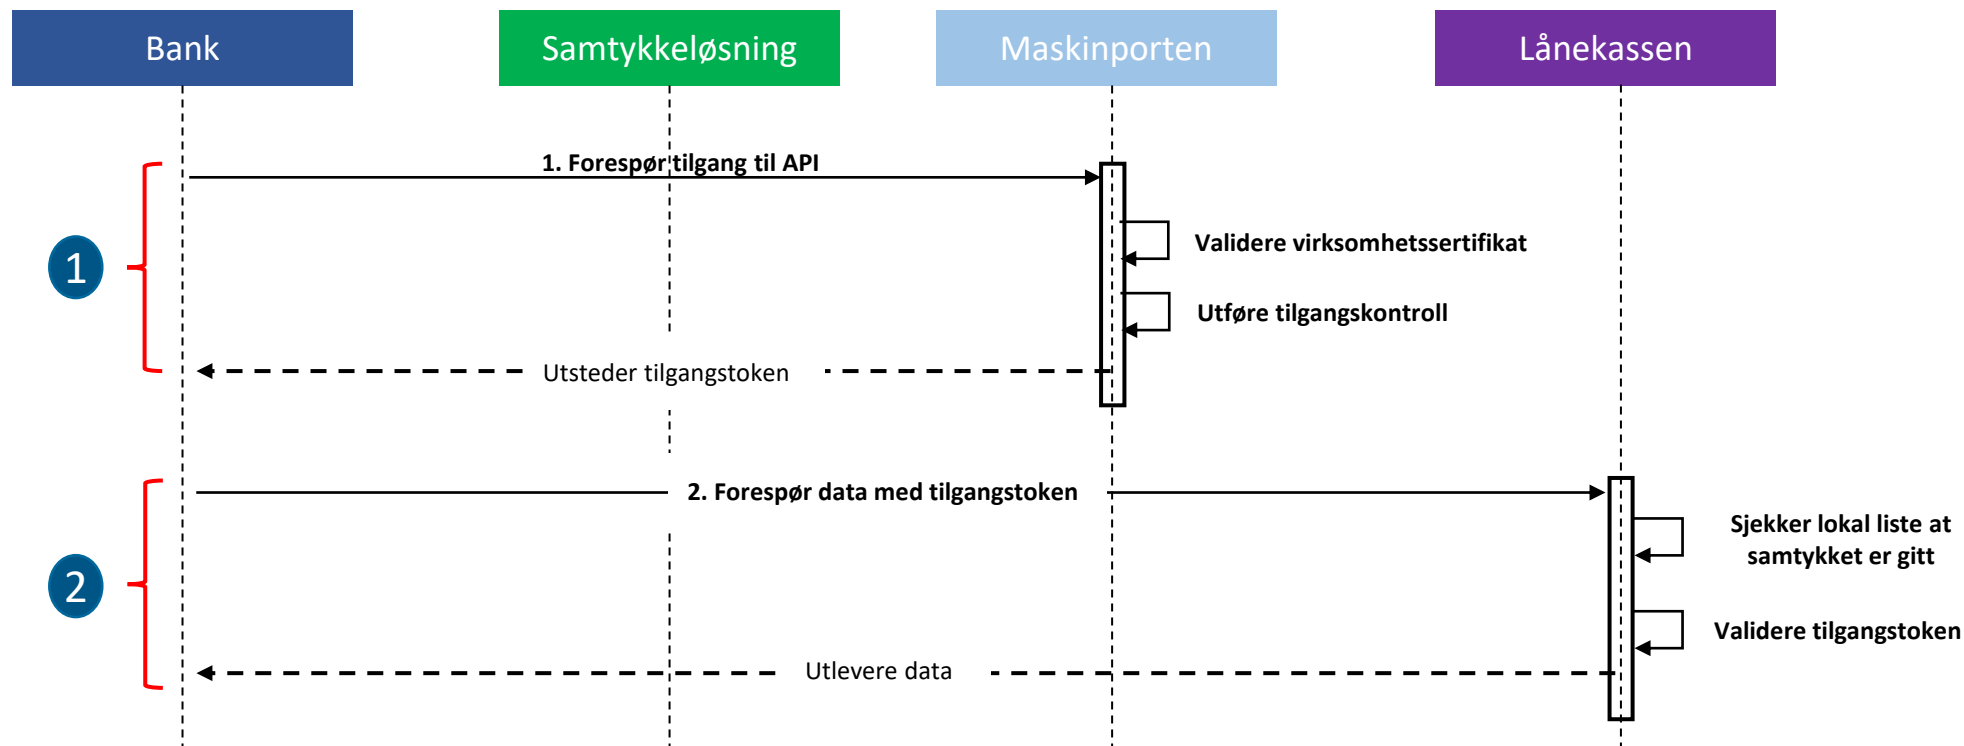 Bank
Samtykkeløsning
Maskinporten
Lånekassen
1. Forespør tilgang til API
Validere virksomhetssertifikat
1
Utføre tilgangskontroll
Utsteder tilgangstoken
2. Forespør data med tilgangstoken
Sjekker lokal liste at
samtykket er gitt
2
Validere tilgangstoken
Utlevere data